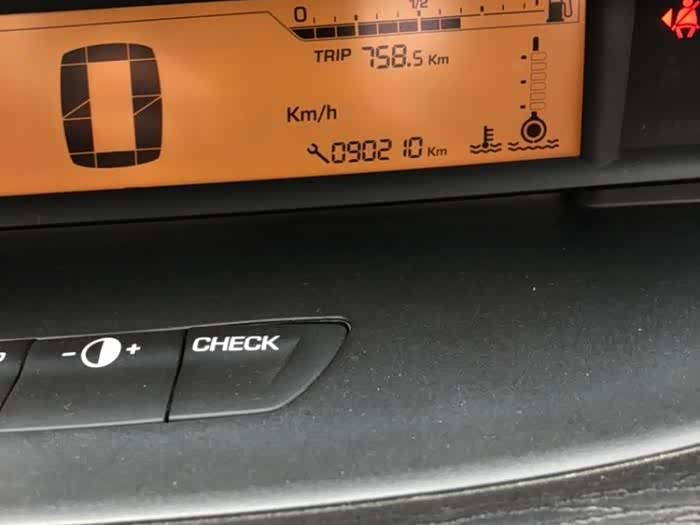 0 1/2
TRIP 758.5 Km
0
Km/h
090210 Km
- +
CHECK